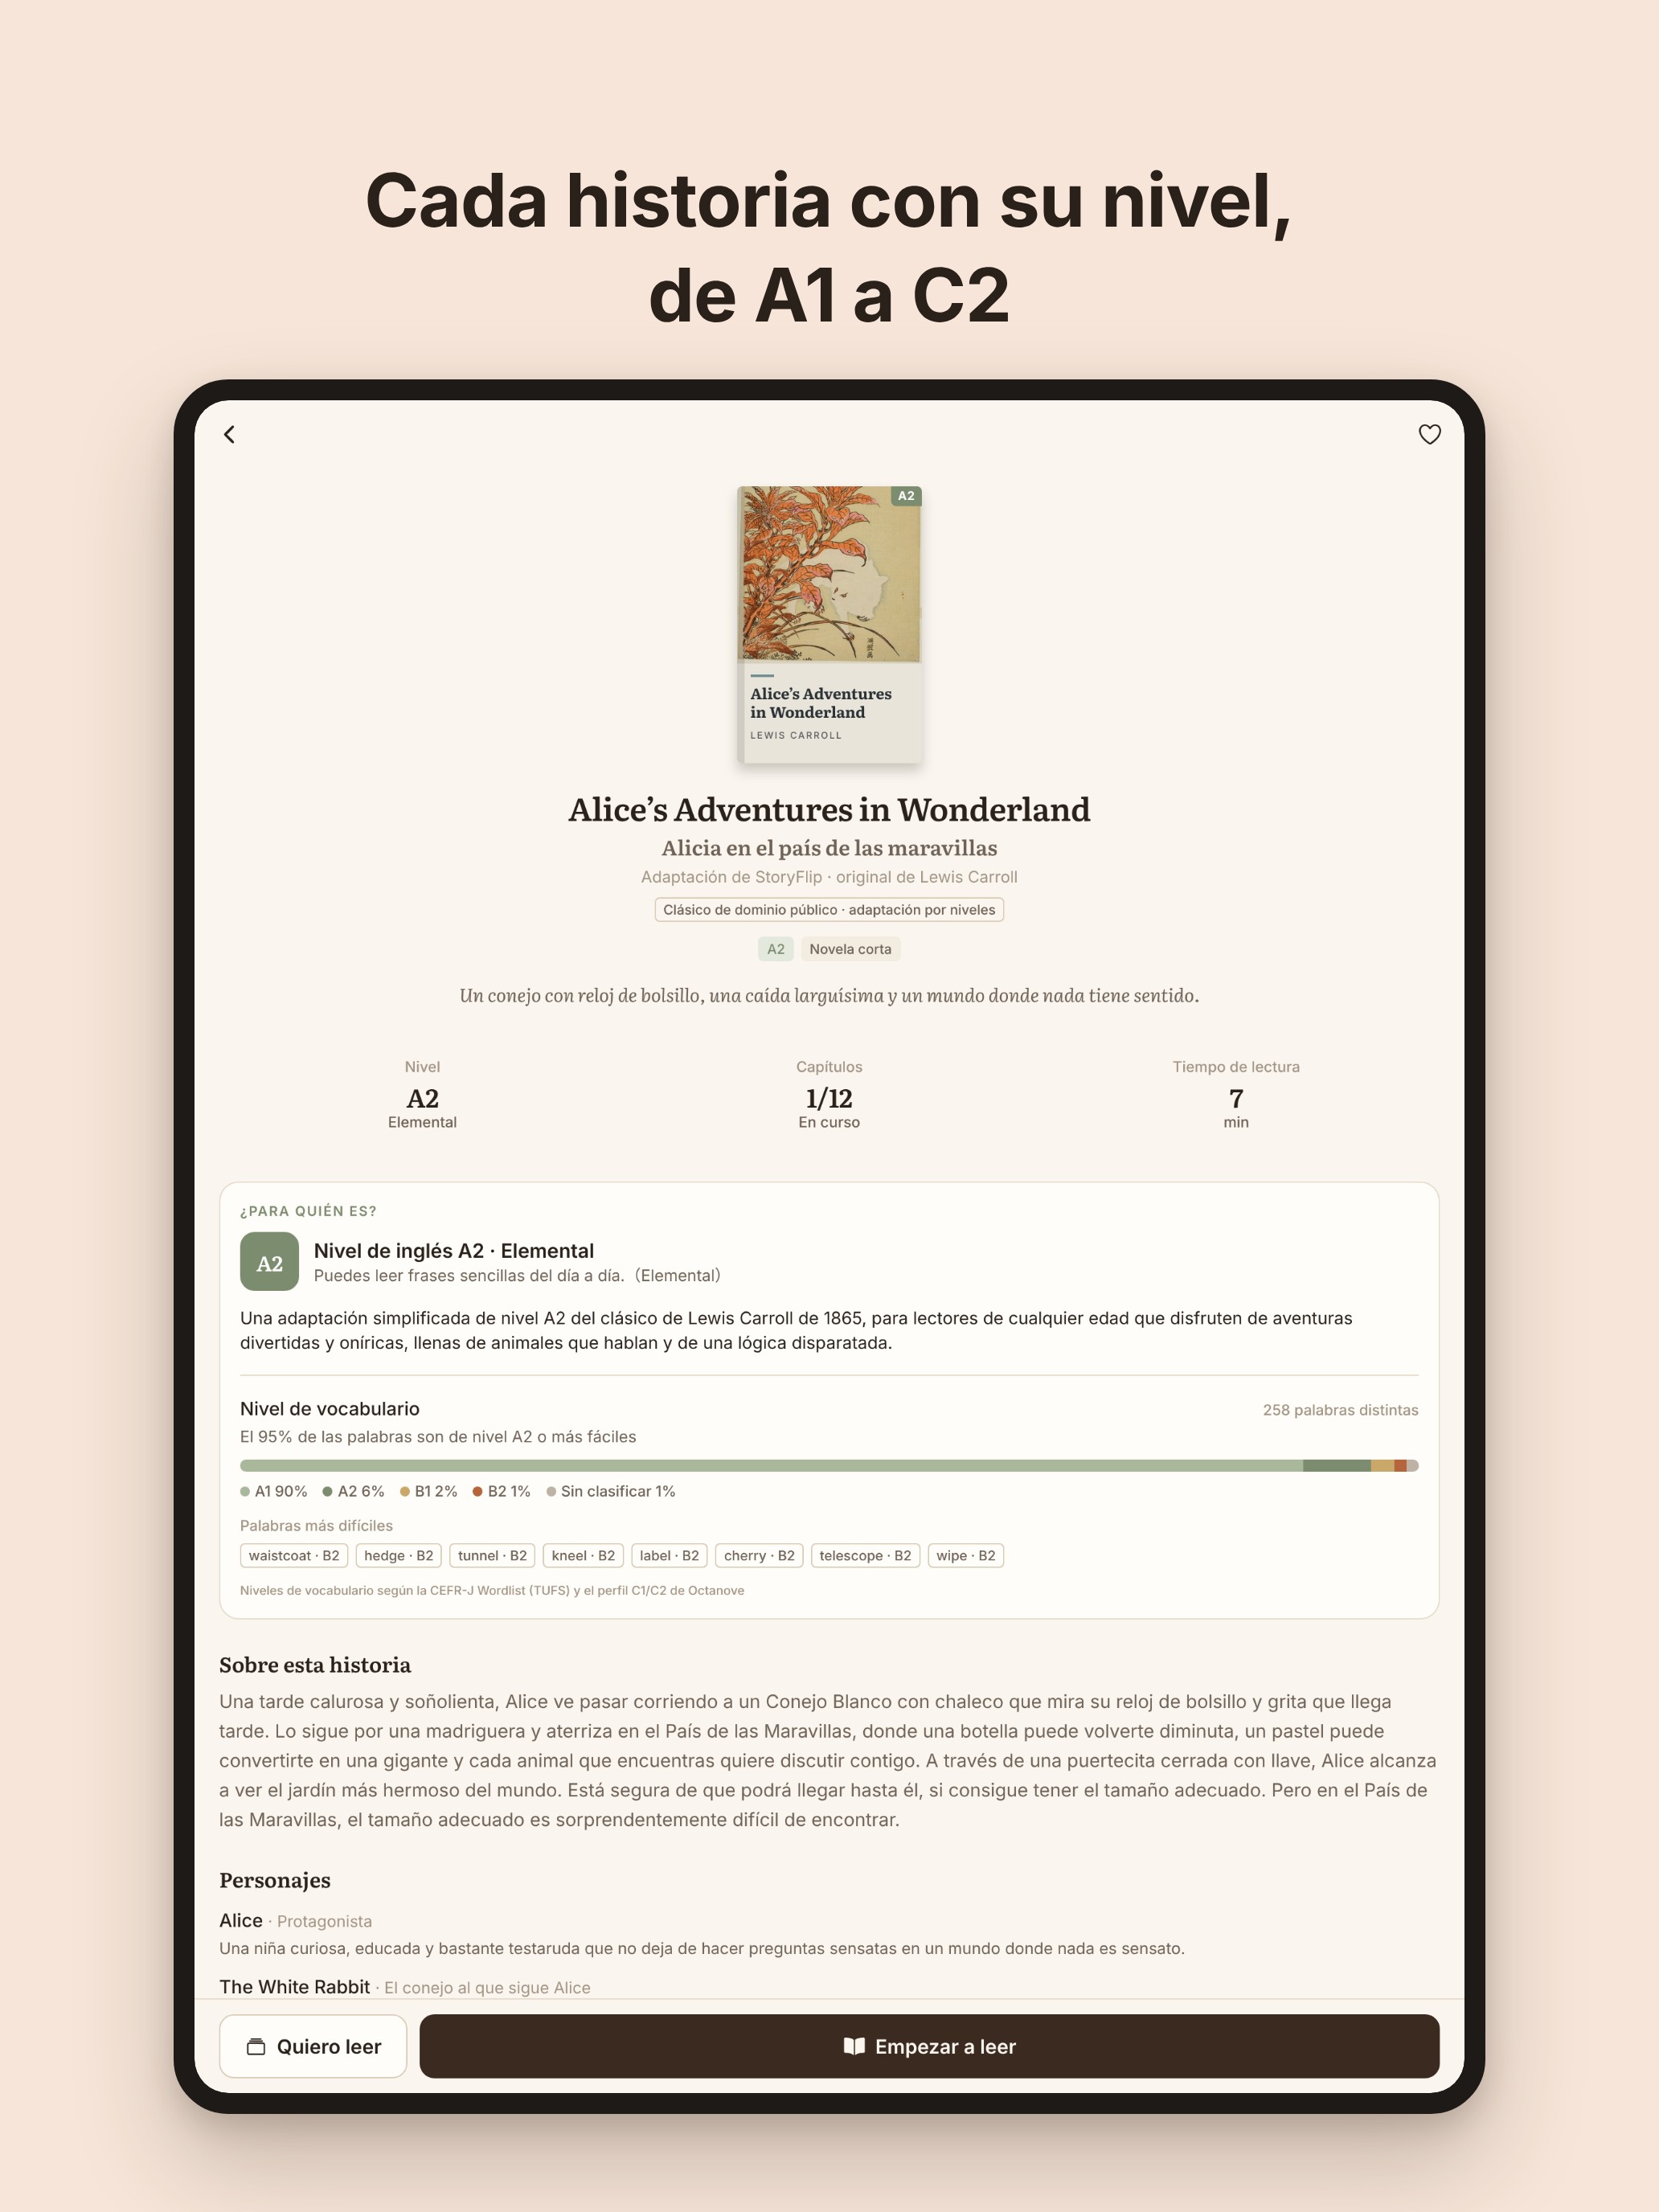 Cada historia con su nivel,
de A1 a C2
A2
Alice’s Adventures
in Wonderland
LEWIS CARROLL
Alice’s Adventures in Wonderland
Alicia en el país de las maravillas
Adaptación de StoryFlip · original de Lewis Carroll
Clásico de dominio público · adaptación por niveles
A2 Novela corta
Un conejo con reloj de bolsillo, una caída larguísima y un mundo donde nada tiene sentido.
Nivel Capítulos Tiempo de lectura
A2 1/12 7
Elemental En curso min
¿PARA QUIÉN ES?
A2
Nivel de inglés A2 · Elemental
Puedes leer frases sencillas del día a día.（Elemental）
Una adaptación simplificada de nivel A2 del clásico de Lewis Carroll de 1865, para lectores de cualquier edad que disfruten de aventuras
divertidas y oníricas, llenas de animales que hablan y de una lógica disparatada.
Nivel de vocabulario 258 palabras distintas
El 95% de las palabras son de nivel A2 o más fáciles
A1 90% A2 6% B1 2% B2 1% Sin clasificar 1%
Palabras más difíciles
waistcoat · B2 hedge · B2 tunnel · B2 kneel · B2 label · B2 cherry · B2 telescope · B2 wipe · B2
Niveles de vocabulario según la CEFR-J Wordlist (TUFS) y el perfil C1/C2 de Octanove
Sobre esta historia
Una tarde calurosa y soñolienta, Alice ve pasar corriendo a un Conejo Blanco con chaleco que mira su reloj de bolsillo y grita que llega
tarde. Lo sigue por una madriguera y aterriza en el País de las Maravillas, donde una botella puede volverte diminuta, un pastel puede
convertirte en una gigante y cada animal que encuentras quiere discutir contigo. A través de una puertecita cerrada con llave, Alice alcanza
a ver el jardín más hermoso del mundo. Está segura de que podrá llegar hasta él, si consigue tener el tamaño adecuado. Pero en el País de
las Maravillas, el tamaño adecuado es sorprendentemente difícil de encontrar.
Personajes
Alice · Protagonista
Una niña curiosa, educada y bastante testaruda que no deja de hacer preguntas sensatas en un mundo donde nada es sensato.
The White Rabbit · El conejo al que sigue Alice
Quiero leer Empezar a leer